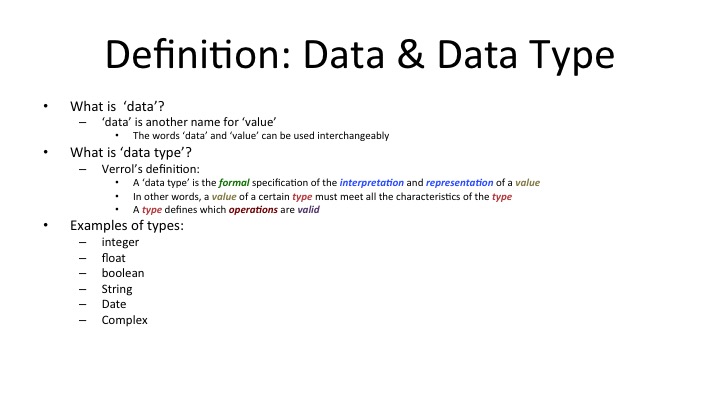 Definition: Data & Data Type
• What is ‘data’?
– ‘data’ is another name for ‘value’
• The words ‘data’ and ‘value’ can be used interchangeably
• What is ‘data type’?
– Verrol’s definition:
• A ‘data type’ is the formal specification of the interpretation and representation of a value
• In other words, a value of a certain type must meet all the characteristics of the type
• A type defines which operations are valid
• Examples of types:
– integer
– float
– boolean
– String
– Date
– Complex